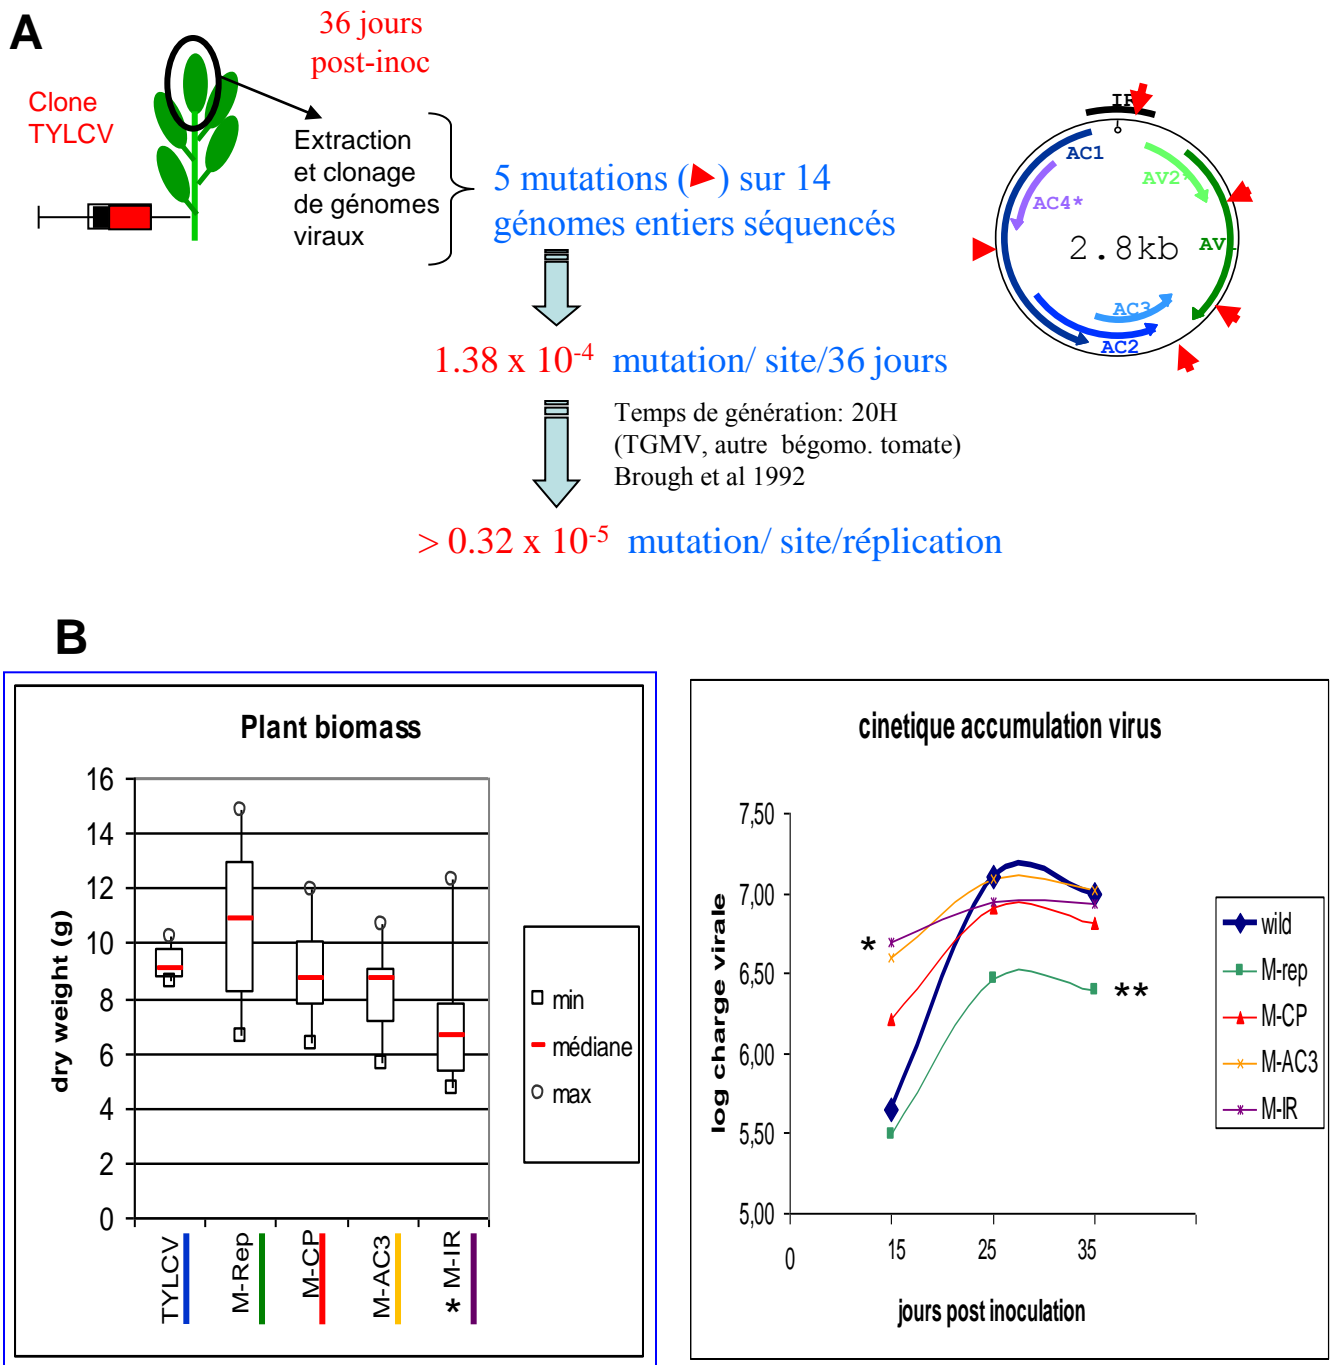 A
36 jours
post-inoc
Clone
TYLCV
Extraction
et clonage
de génomes
viraux
5 mutations ( ) sur 14
génomes entiers séquencés
1.38 x 10-4 mutation/ site/36 jours
Temps de génération: 20H
(TGMV, autre bégomo. tomate)
Brough et al 1992
> 0.32 x 10-5 mutation/ site/réplication
IR
AC1
AV2*
AC4*
2.8kb
AV1
AC3
AC2
B
Plant biomass
16
14
12
10
8
6
4
2
0
dry weight (g)
TYLCV
M-Rep
M-CP
M-AC3
* M-IR
min
médiane
max
cinetique accumulation virus
7,50
7,00
6,50
6,00
5,50
5,00
log charge virale
*
**
0
15
25
35
jours post inoculation
wild
M-rep
M-CP
M-AC3
M-IR